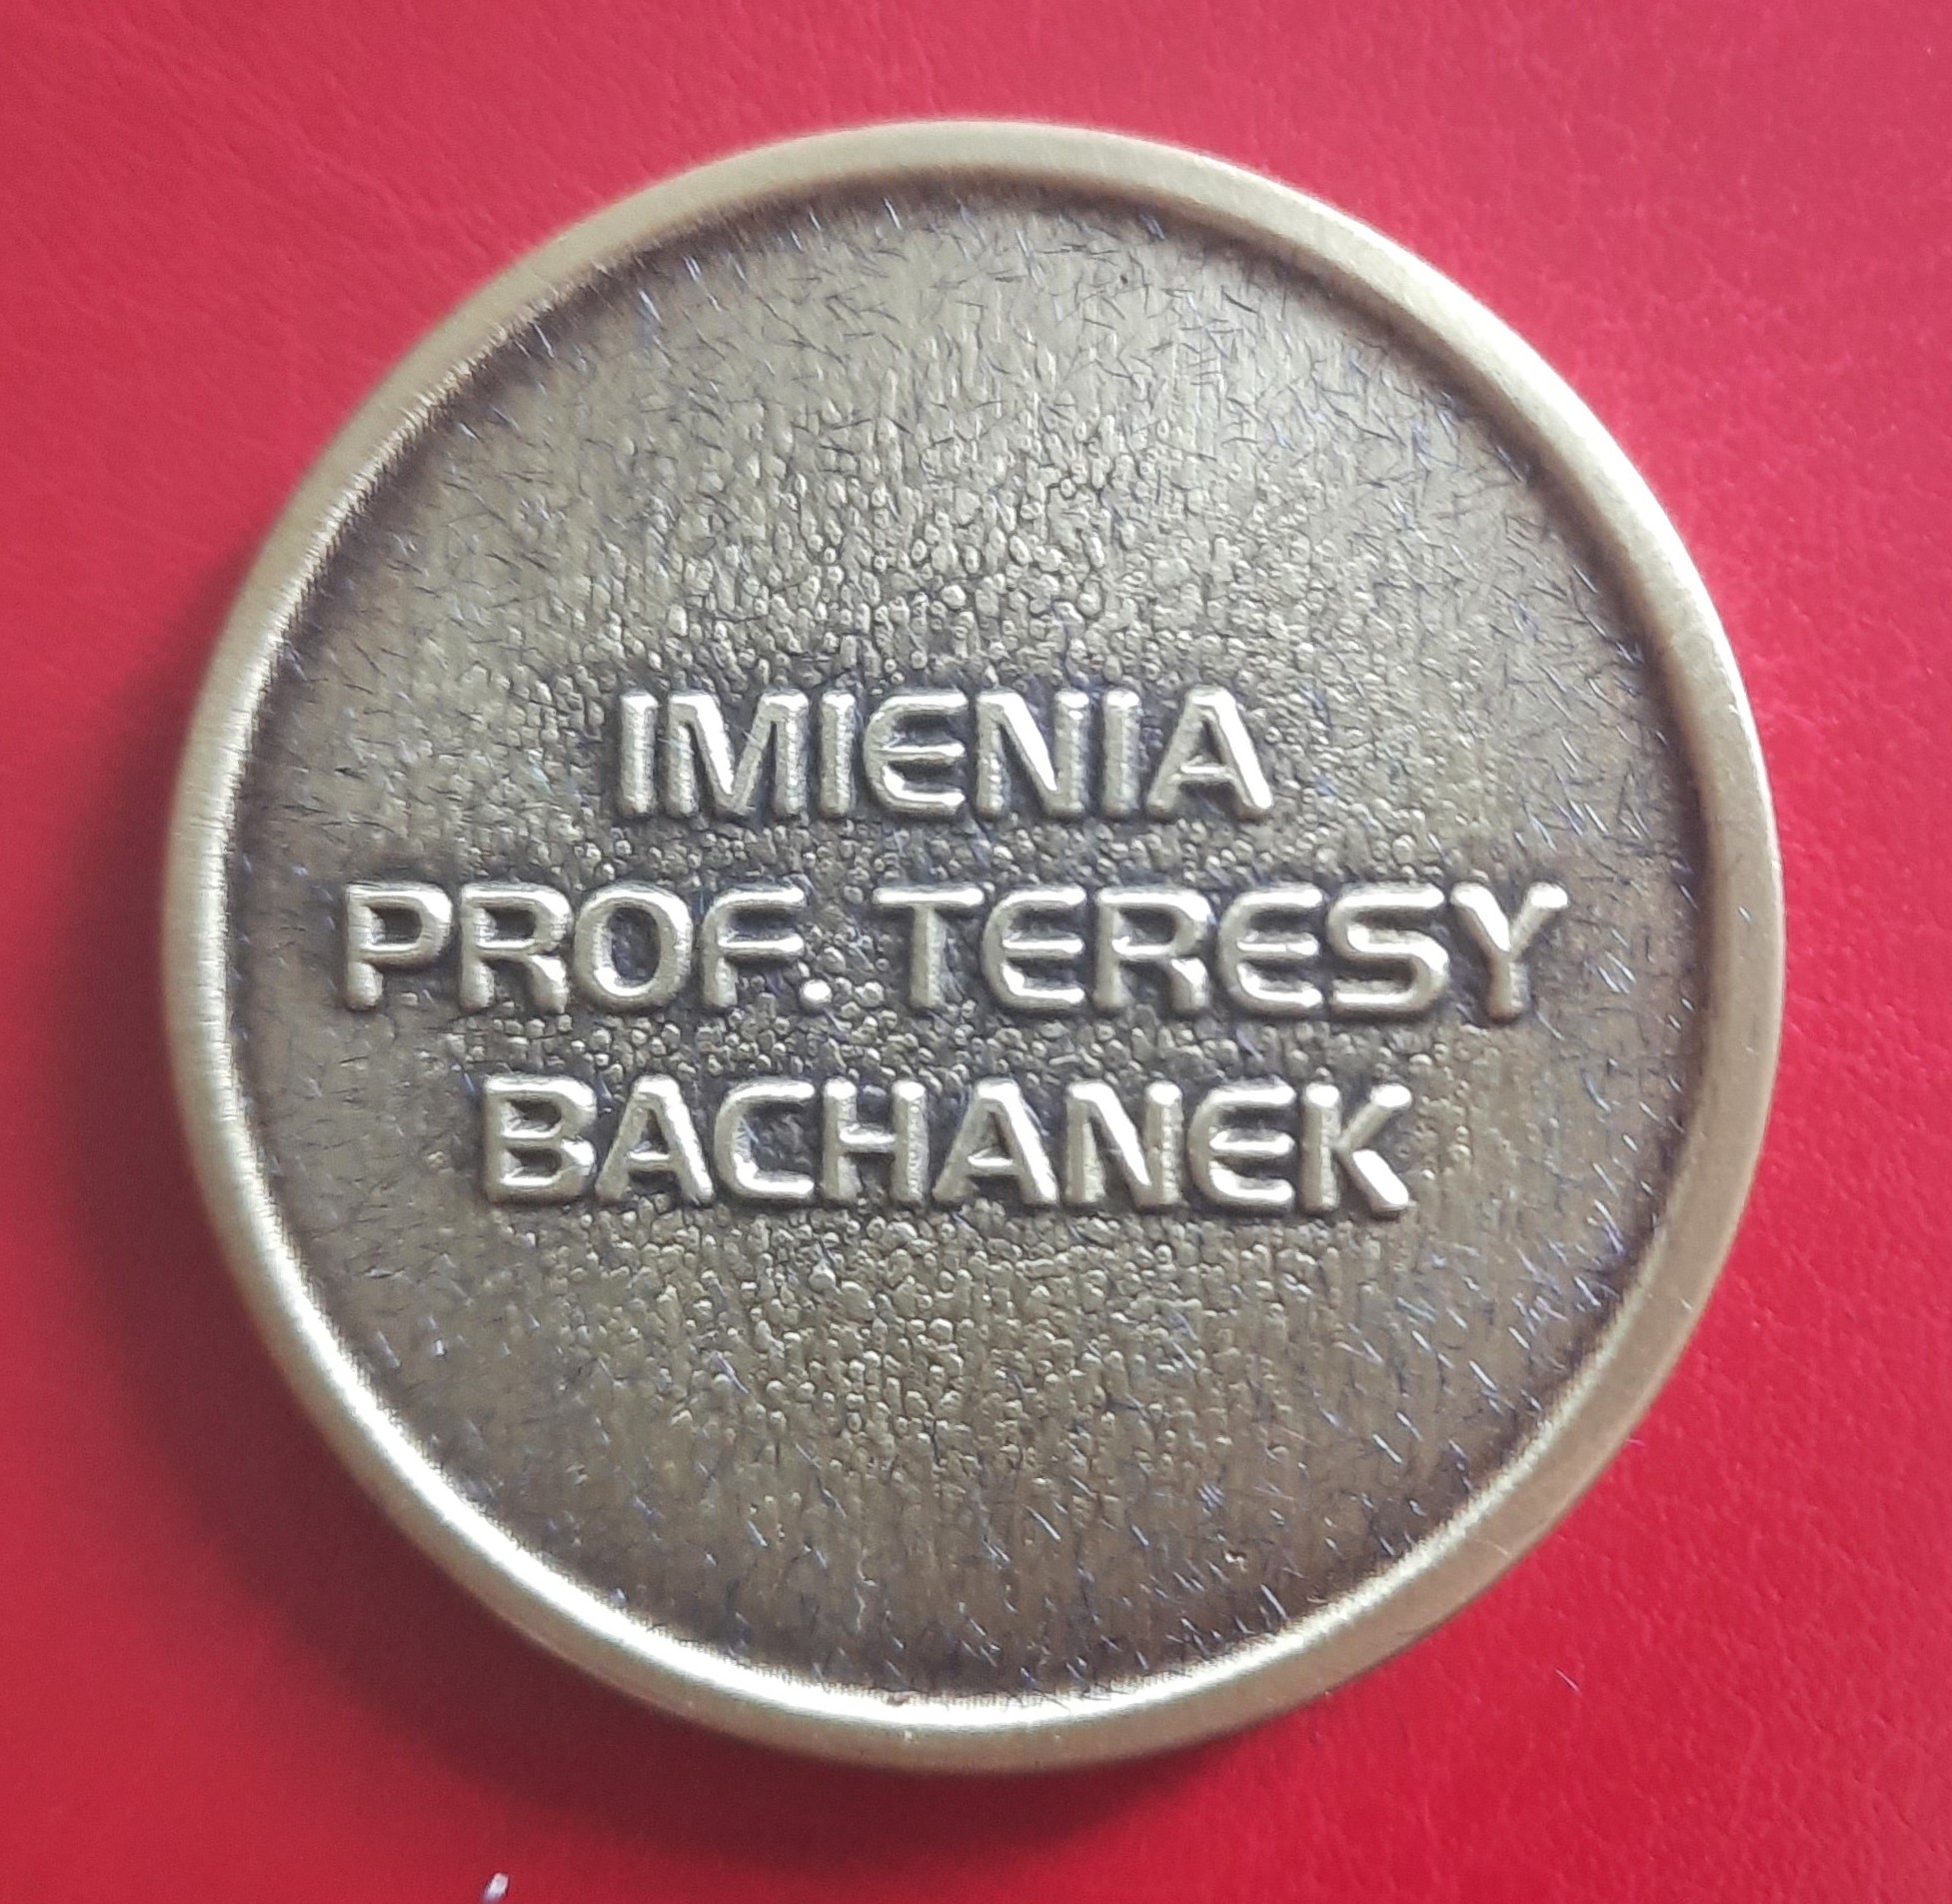 IMIENIA
PROF. TERESY
BACHANEK